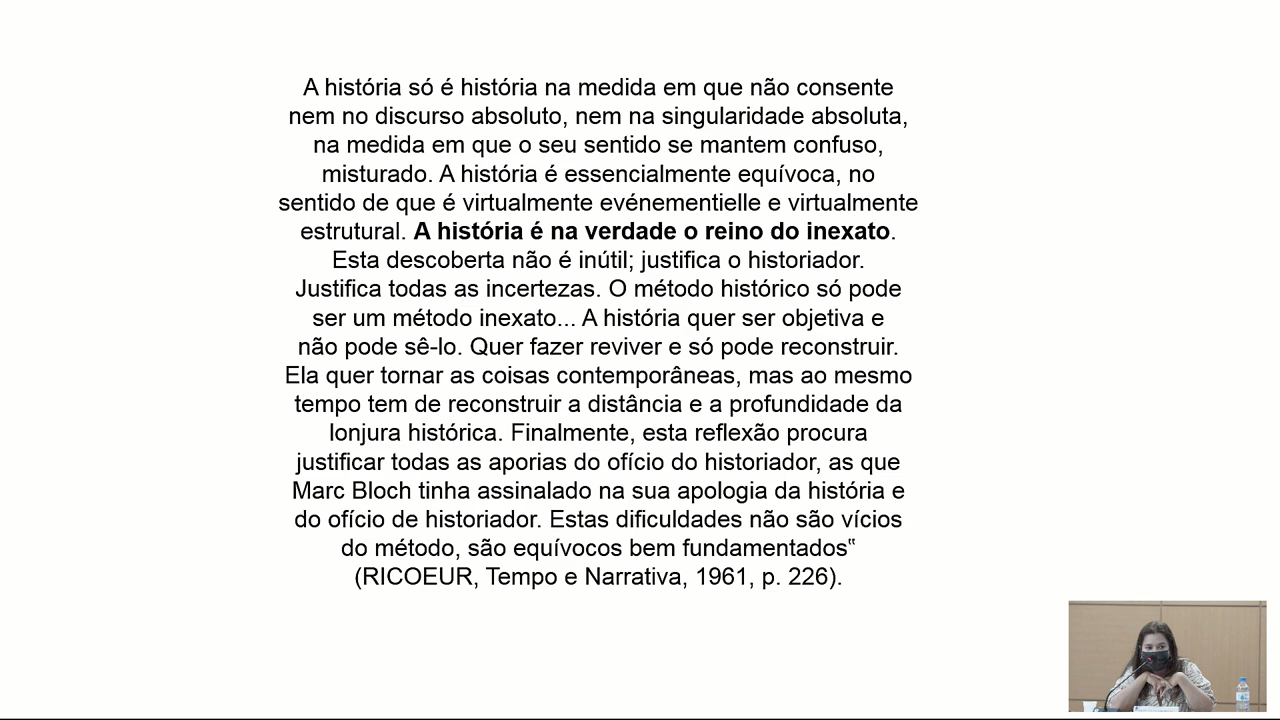 A história só é história na medida em que não consente
nem no discurso absoluto, nem na singularidade absoluta,
na medida em que o seu sentido se mantem confuso,
misturado. A história é essencialmente equívoca, no
sentido de que é virtualmente evénementielle e virtualmente
estrutural. A história é na verdade o reino do inexato.
Esta descoberta não é inútil; justifica o historiador.
Justifica todas as incertezas. O método histórico só pode
ser um método inexato... A história quer ser objetiva e
não pode sê-lo. Quer fazer reviver e só pode reconstruir.
Ela quer tornar as coisas contemporâneas, mas ao mesmo
tempo tem de reconstruir a distância e a profundidade da
lonjura histórica. Finalmente, esta reflexão procura
justificar todas as aporias do ofício do historiador, as que
Marc Bloch tinha assinalado na sua apologia da história e
do ofício de historiador. Estas dificuldades não são vícios
do método, são equívocos bem fundamentados‟
(RICOEUR, Tempo e Narrativa, 1961, p. 226).